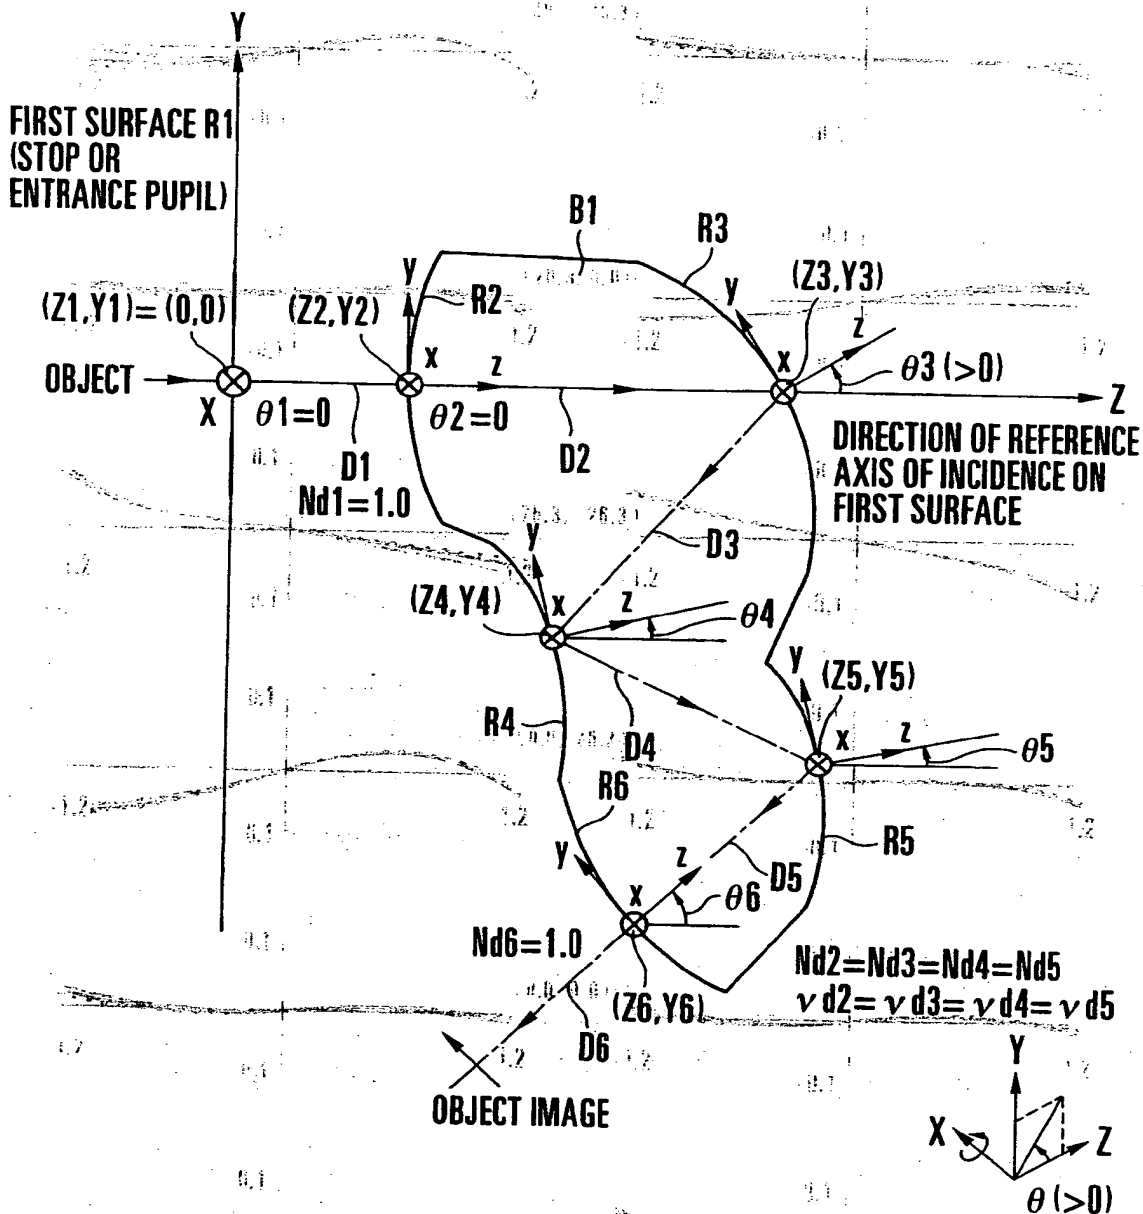 Y
FIRST SURFACE R1
(STOP OR
ENTRANCE PUPIL)
B1
R3
y
R2
y
(Z3,Y3)
(Z1,Y1)=(0,0)
(Z2,Y2)
z
x
z
x
θ3 (>0)
OBJECT
X
θ1=0
θ2=0
Z
D1
D2
Nd1=1.0
DIRECTION OF REFERENCE
AXIS OF INCIDENCE ON
FIRST SURFACE
D3
y
(Z4,Y4)
x
z
θ4
y
(Z5,Y5)
R4
D4
x
z
θ5
R6
R5
y
z
D5
x
θ6
Nd6=1.0
(Z6,Y6)
Nd2=Nd3=Nd4=Nd5
νd2=νd3=νd4=νd5
D6
OBJECT IMAGE
Y
X
Z
θ (>0)